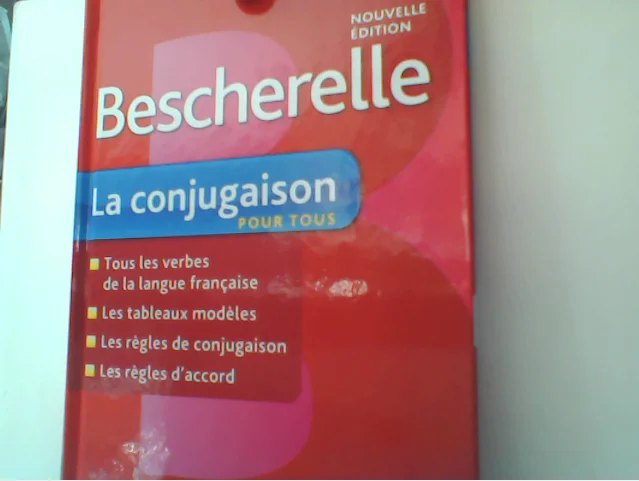 NOUVELLE
ÉDITION
Bescherelle
La conjugaison
POUR TOUS
Tous les verbes
de la langue française
Les tableaux modèles
Les règles de conjugaison
Les règles d'accord